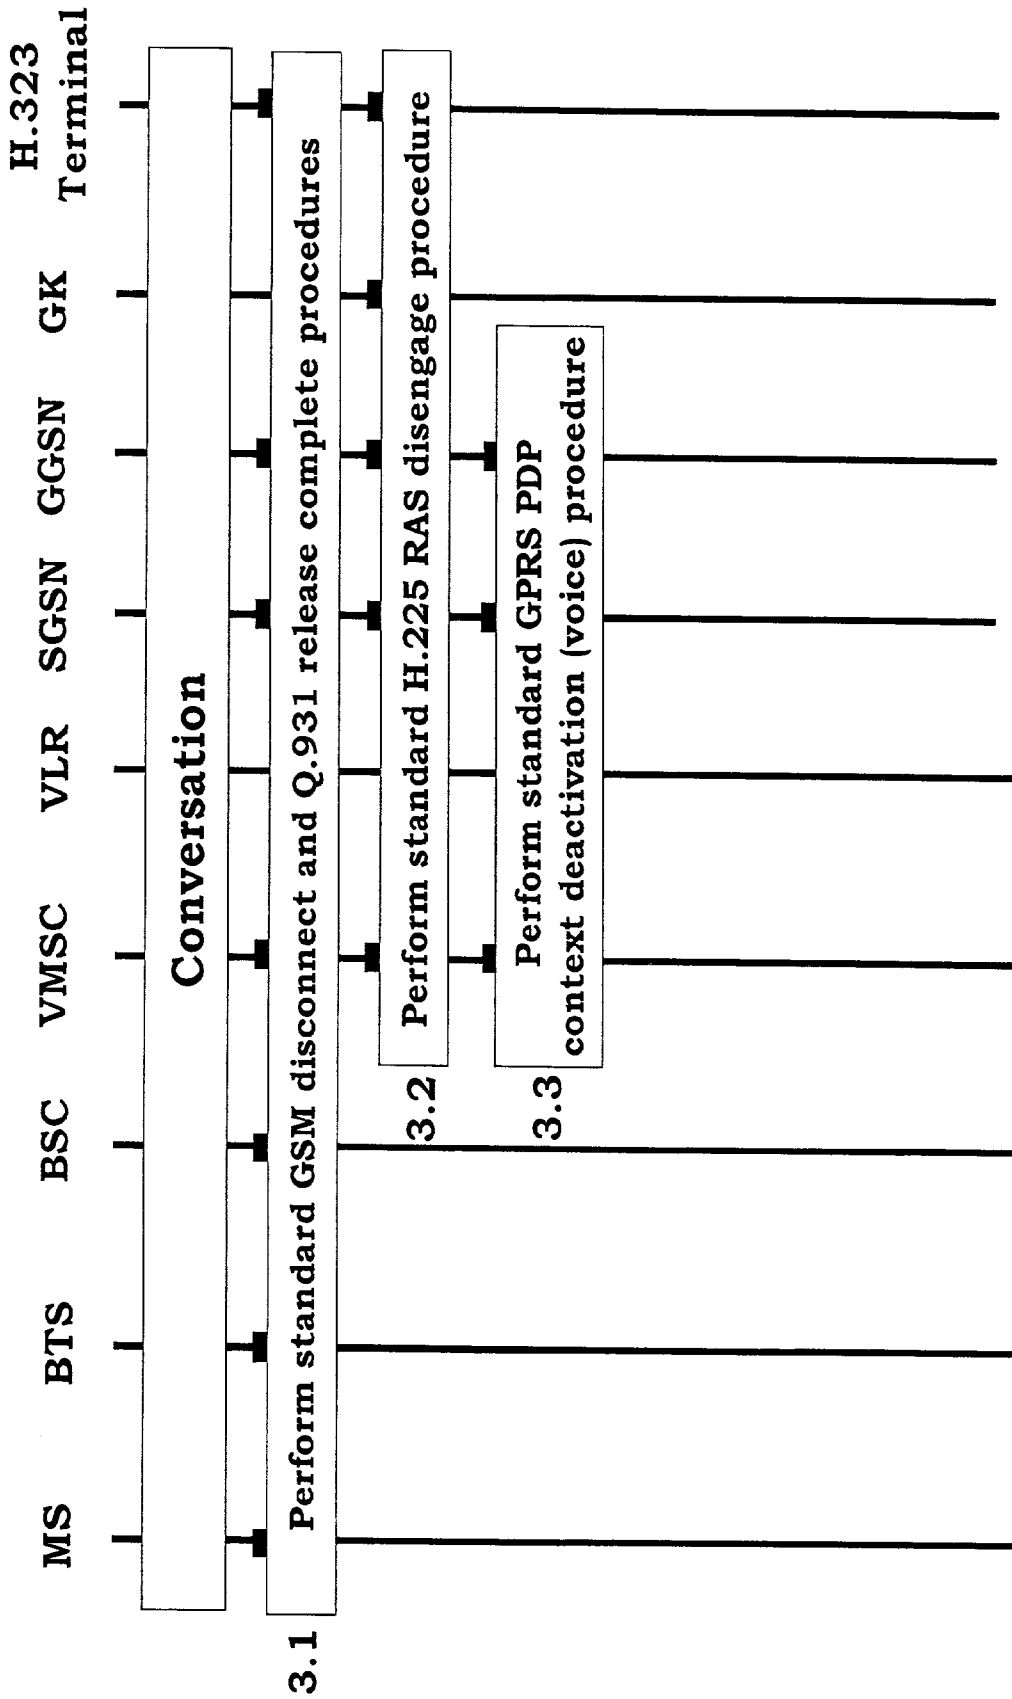 MS BTS BSC VMSC VLR SGSN GGSN GK H.323
Terminal
Conversation
3.1 Perform standard GSM disconnect and Q.931 release complete procedures
3.2 Perform standard H.225 RAS disengage procedure
3.3 Perform standard GPRS PDP
context deactivation (voice) procedure